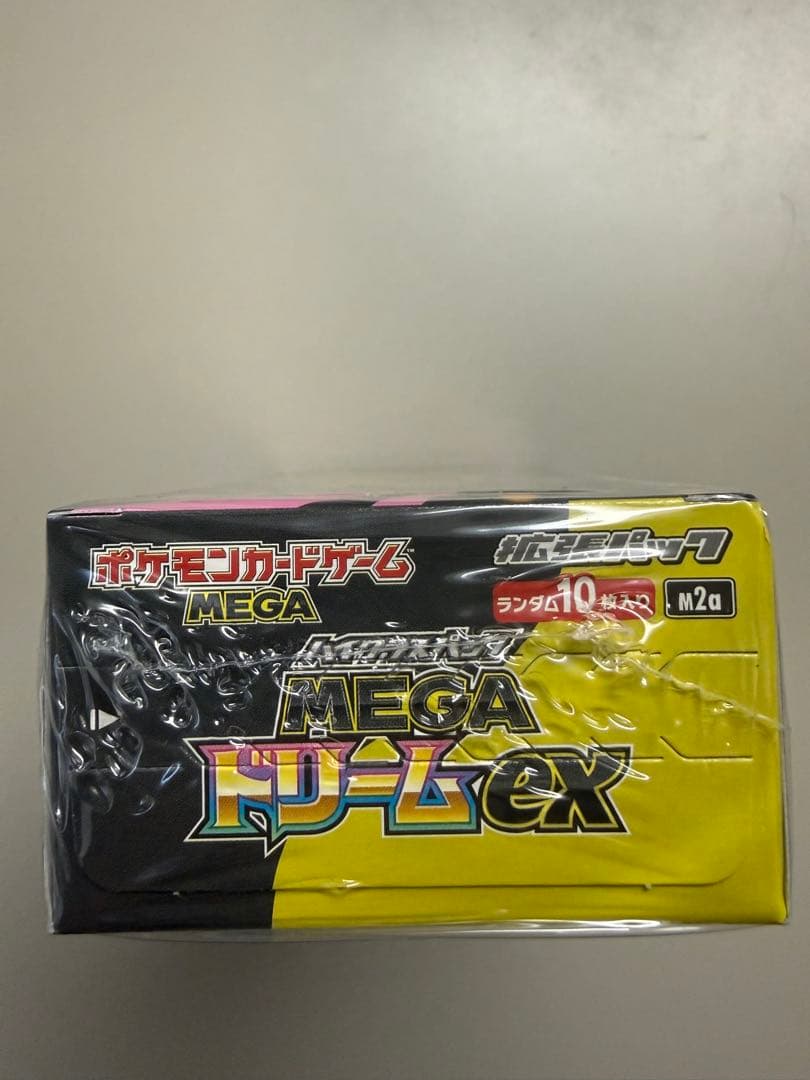 ポケモンカードゲーム™
MEGA
拡張パック
ランダム10枚入り
M2a
ハイクラスパック
MEGA
ドリームex